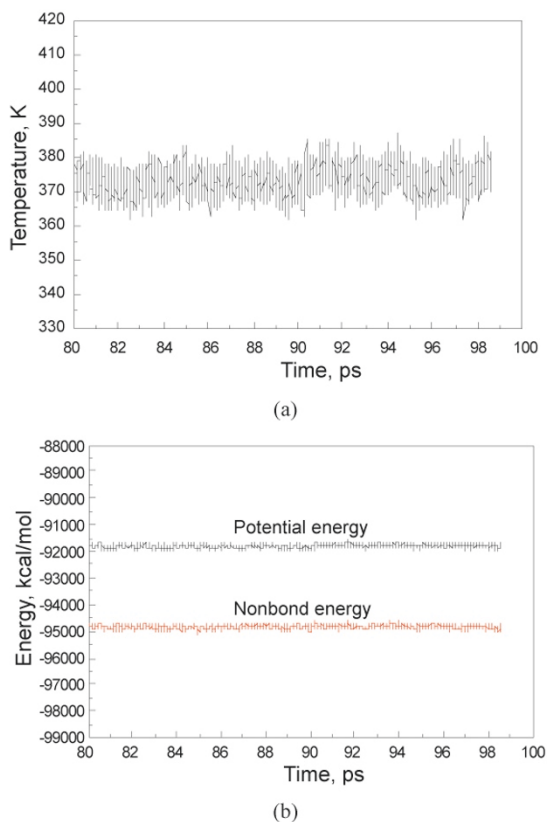 420
410
400
390
380
370
360
350
340
330
Temperature, K
80 82 84 86 88 90 92 94 96 98 100
Time, ps
(a)
-88000
-89000
-90000
-91000
-92000
-93000
-94000
-95000
-96000
-97000
-98000
-99000
Energy, kcal/mol
Potential energy
Nonbond energy
80 82 84 86 88 90 92 94 96 98 100
Time, ps
(b)